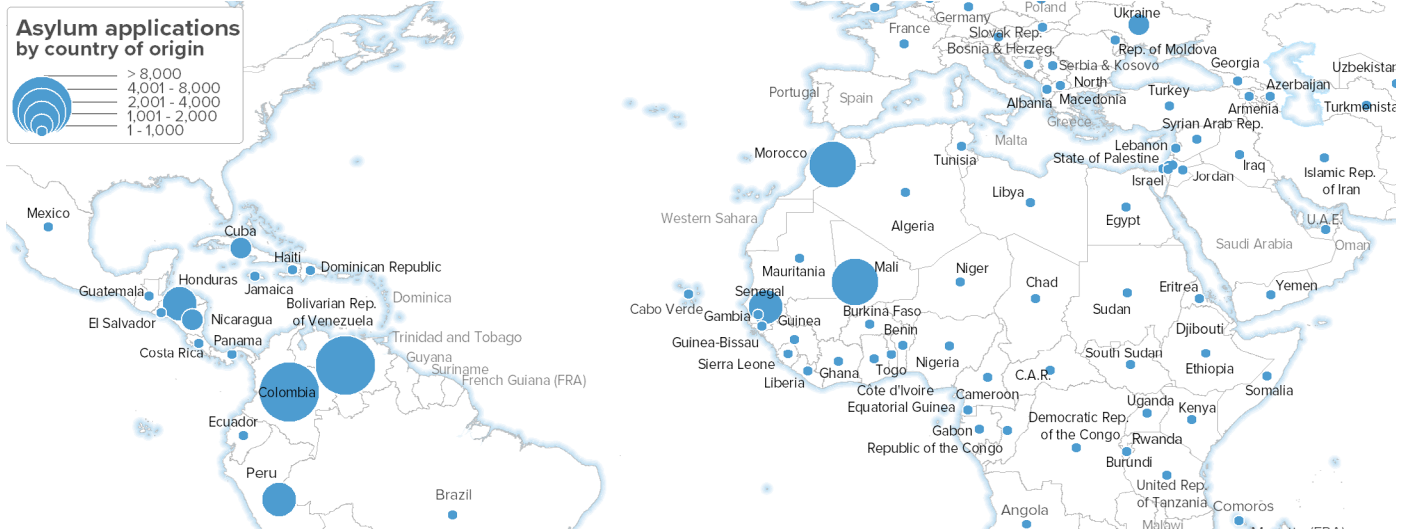 Asylum applications
by country of origin
> 8,000
4,001 - 8,000
2,001 - 4,000
1,001 - 2,000
1 - 1,000
Mexico
Cuba
Haiti
Dominican Republic
Jamaica
Honduras
Guatemala
El Salvador
Nicaragua
Costa Rica
Panama
Bolivarian Rep.
of Venezuela
Dominica
Trinidad and Tobago
Guyana
Suriname
French Guiana (FRA)
Colombia
Ecuador
Peru
Brazil
Germany
Poland
Ukraine
France
Slovak Rep.
Bosnia & Herzeg.
Rep. of Moldova
Serbia & Kosovo
North
Macedonia
Albania
Greece
Georgia
Uzbekistan
Azerbaijan
Armenia
Turkmenista
Turkey
Portugal
Spain
Malta
Syrian Arab Rep.
Lebanon
State of Palestine
Israel
Jordan
Iraq
Islamic Rep.
of Iran
Morocco
Tunisia
Algeria
Libya
Egypt
U.A.E.
Saudi Arabia
Oman
Western Sahara
Mauritania
Mali
Niger
Chad
Sudan
Eritrea
Yemen
Senegal
Cabo Verde
Gambia
Guinea
Guinea-Bissau
Burkina Faso
Benin
Djibouti
Sierra Leone
Liberia
Ghana
Togo
Nigeria
Côte d'Ivoire
Cameroon
C.A.R.
South Sudan
Ethiopia
Somalia
Equatorial Guinea
Gabon
Republic of the Congo
Democratic Rep.
of the Congo
Uganda
Kenya
Rwanda
Burundi
United Rep.
of Tanzania
Angola
Malawi
Comoros